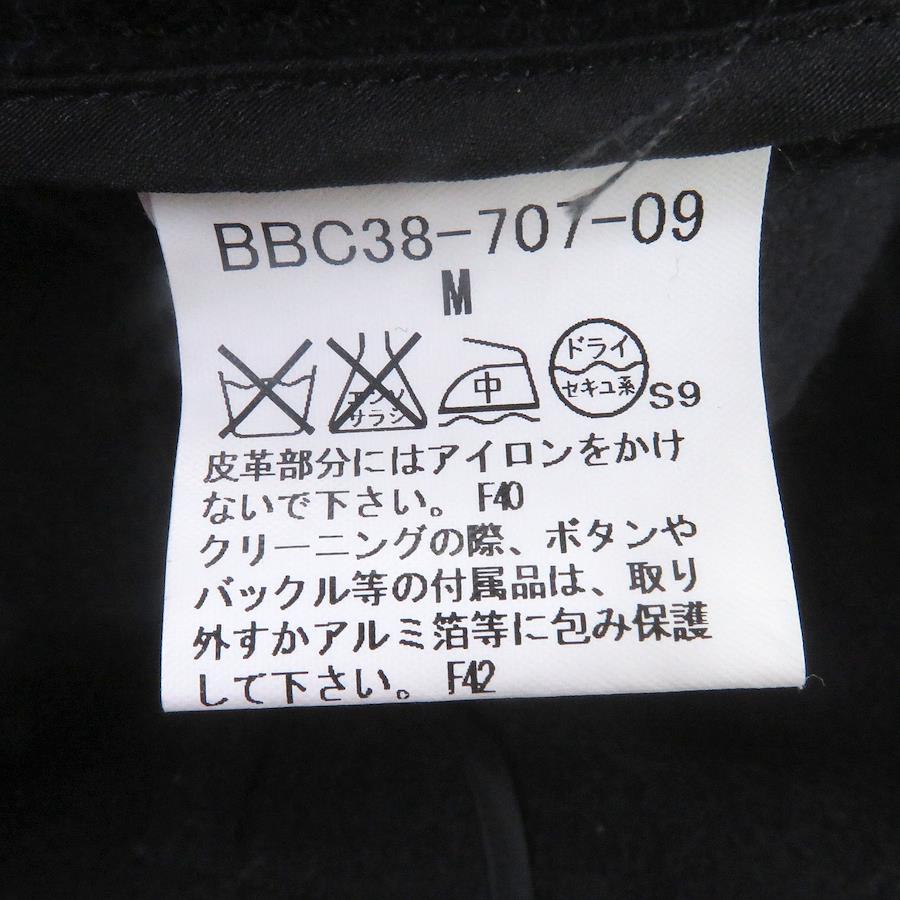 BBC38-707-09
M
エンソ
サラシ
中
ドライ
セキユ系
S9
皮革部分にはアイロンをかけ
ないで下さい。 F40
クリーニングの際、ボタンや
バックル等の付属品は、取り
外すかアルミ箔等に包み保護
して下さい。 F42